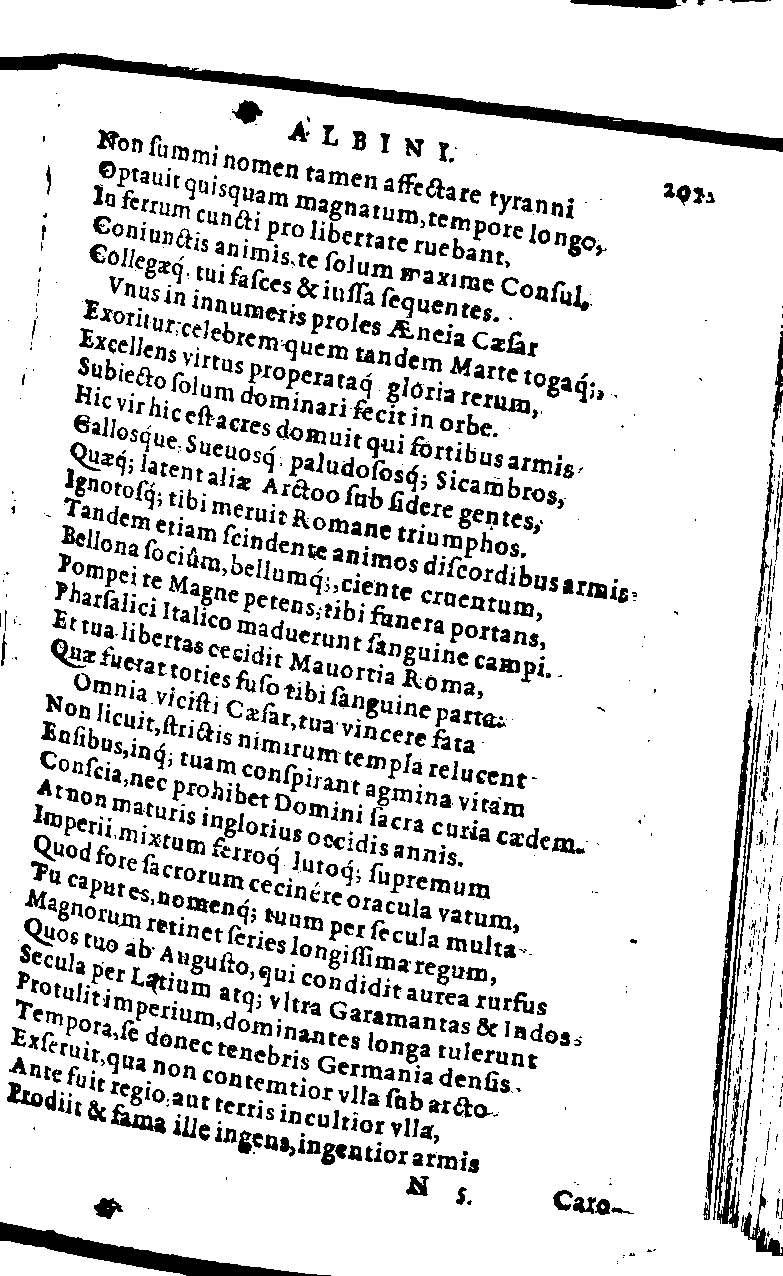 ALBINI.
201.
Non ſummi nomen tamen affectare tyranni
Optauit quisquam magnatum, tempore longo,
In ferrum cuncti pro libertate ruebant,
Coniunctis animis, te ſolum maxime Conſul,
Collegæq́. tui faſces & iuſſa ſequentes.
Vnus in innumeris proles Æneia Cæſar
Exoritur: celebrem quem tandem Marte togaq́;,
Excellens virtus properataq́ gloria rerum,
Subiecto ſolum dominari fecit in orbe.
Hic vir hic eſt acres domuit qui fortibus armis
Gallosque, Sueuosq́. paludoſosq́; Sicambros,
Quæq́; latent aliæ Arctoo ſub ſidere gentes,
Ignotoſq́; tibi meruit Romane triumphos.
Tandem etiam ſcindente animos diſcordibus armis
Bellona ſociûm, bellumq́;, ciente cruentum,
Pompei te Magne petens, tibi funera portans,
Pharſalici Italico maduerunt ſanguine campi.
Et tua libertas cecidit Mauortia Roma,
Quæ fuerat toties fuſo tibi ſanguine parta.
Omnia viciſti Cæſar, tua vincere fata
Non licuit, ſtrictis nimirum templa relucent
Enſibus, inq́; tuam conſpirant agmina vitam
Conſcia, nec prohibet Domini ſacra curia cædem.
At non maturis inglorius occidis annis.
Imperii mixtum ferroq́ lutoq́; ſupremum
Quod fore ſacrorum cecinére oracula vatum,
Tu caput es, nomenq́; tuum per ſecula multa
Magnorum retinet ſeries longiſſima regum,
Quos tuo ab Auguſto, qui condidit aurea rurſus
Secula per Latium atq; vltra Garamantas & Indos
Protulit imperium, dominantes longa tulerunt
Tempora, ſe donec tenebris Germania denſis
Exſeruit, qua non contemtior vlla ſub arcto
Ante fuit regio, aut terris incultior vlla,
Prodiit & fama ille ingens, ingentior armis
N 5. Caro-